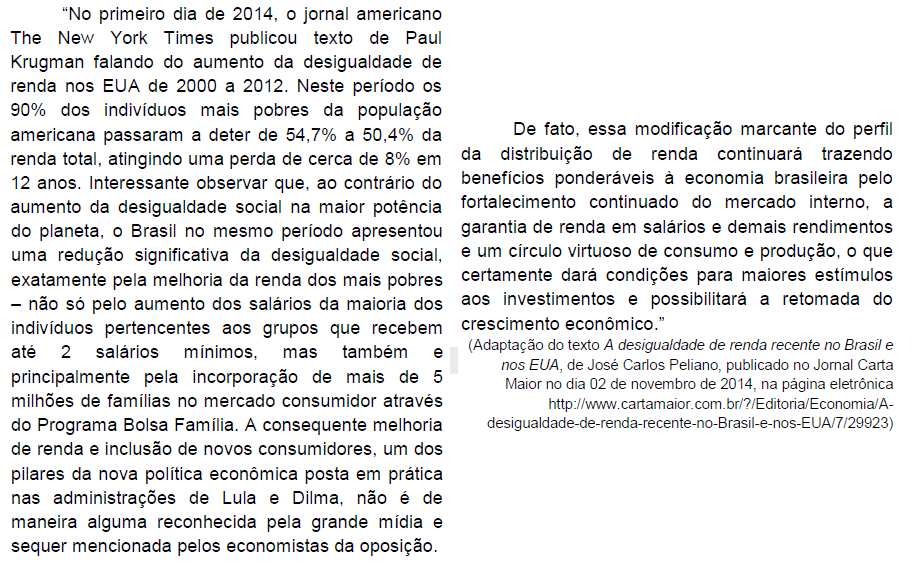 “No primeiro dia de 2014, o jornal americano
The New York Times publicou texto de Paul
Krugman falando do aumento da desigualdade de
renda nos EUA de 2000 a 2012. Neste período os
90% dos indivíduos mais pobres da população
americana passaram a deter de 54,7% a 50,4% da
renda total, atingindo uma perda de cerca de 8% em
12 anos. Interessante observar que, ao contrário do
aumento da desigualdade social na maior potência
do planeta, o Brasil no mesmo período apresentou
uma redução significativa da desigualdade social,
exatamente pela melhoria da renda dos mais pobres
– não só pelo aumento dos salários da maioria dos
indivíduos pertencentes aos grupos que recebem
até 2 salários mínimos, mas também e
principalmente pela incorporação de mais de 5
milhões de famílias no mercado consumidor através
do Programa Bolsa Família. A consequente melhoria
de renda e inclusão de novos consumidores, um dos
pilares da nova política econômica posta em prática
nas administrações de Lula e Dilma, não é de
maneira alguma reconhecida pela grande mídia e
sequer mencionada pelos economistas da oposição.
De fato, essa modificação marcante do perfil
da distribuição de renda continuará trazendo
benefícios ponderáveis à economia brasileira pelo
fortalecimento continuado do mercado interno, a
garantia de renda em salários e demais rendimentos
e um círculo virtuoso de consumo e produção, o que
certamente dará condições para maiores estímulos
aos investimentos e possibilitará a retomada do
crescimento econômico.”
(Adaptação do texto A desigualdade de renda recente no Brasil e
nos EUA, de José Carlos Peliano, publicado no Jornal Carta
Maior no dia 02 de novembro de 2014, na página eletrônica
http://www.cartamaior.com.br/?/Editoria/Economia/A-
desigualdade-de-renda-recente-no-Brasil-e-nos-EUA/7/29923)